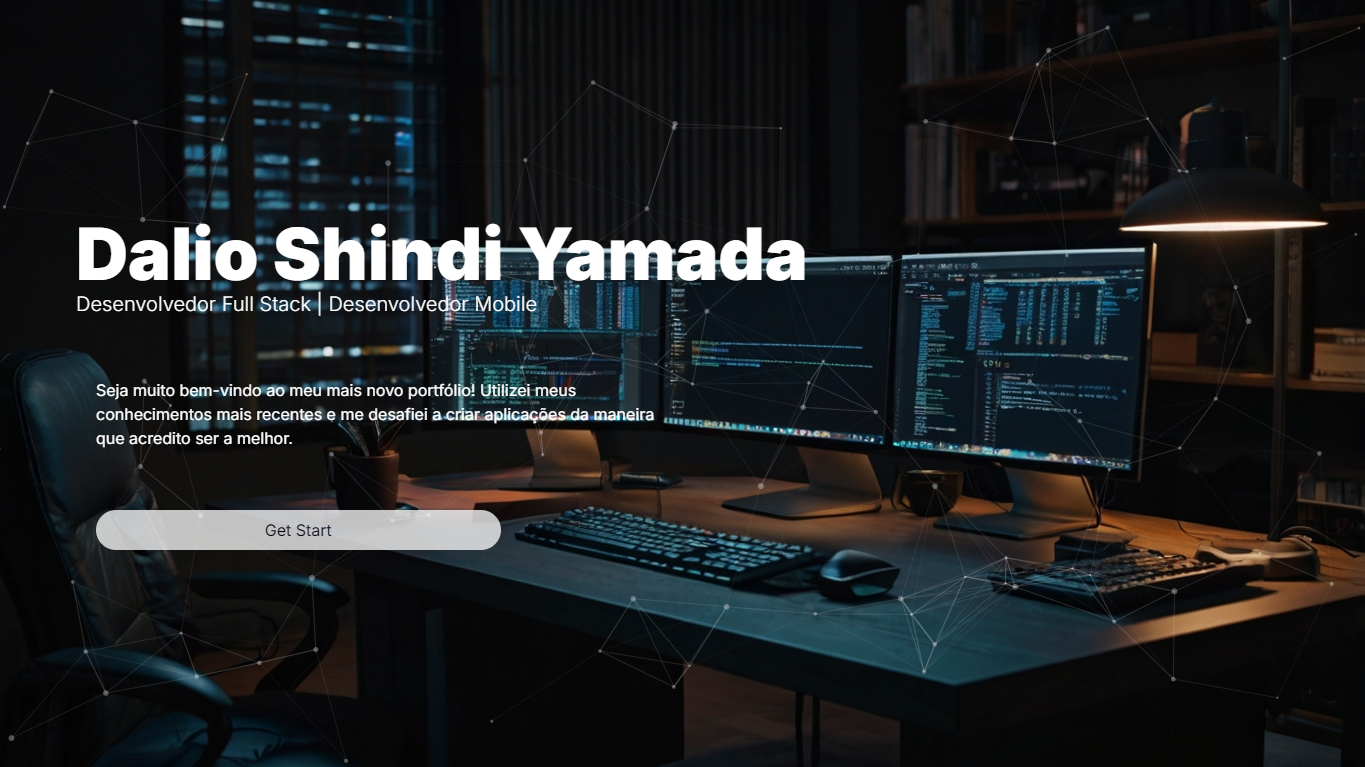 Dalio Shindi Yamada
Desenvolvedor Full Stack | Desenvolvedor Mobile
Seja muito bem-vindo ao meu mais novo portfólio! Utilizei meus
conhecimentos mais recentes e me desafiei a criar aplicações da maneira
que acredito ser a melhor.
Get Start